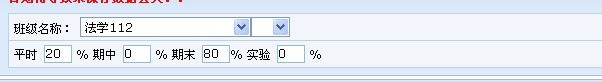 班级名称： 法学112
平时 20 % 期中 0 % 期末 80 % 实验 0 %